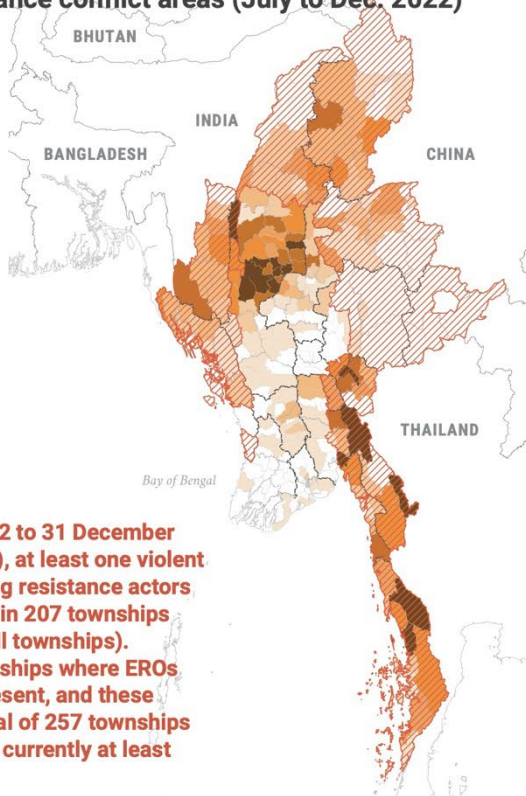 ance conflict areas (July to Dec. 2022)
BHUTAN
INDIA
BANGLADESH
CHINA
THAILAND
Bay of Bengal
2 to 31 December
), at least one violent
g resistance actors
in 207 townships
ll townships).
ships where EROs
esent, and these
al of 257 townships
currently at least